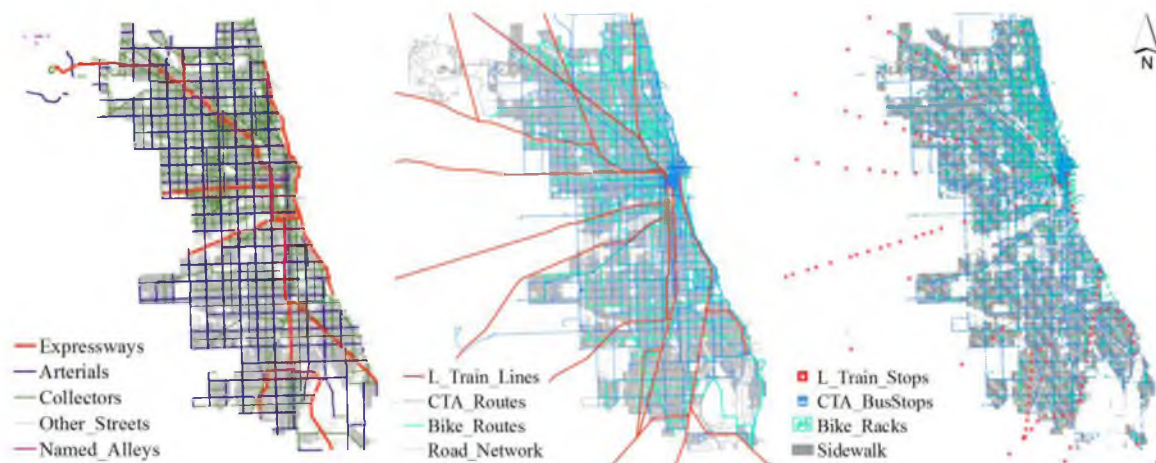 N
Expressways
Arterials
Collectors
Other_Streets
Named_Alleys
L_Train_Lines
CTA_Routes
Bike_Routes
Road_Network
L_Train_Stops
CTA_BusStops
Bike_Racks
Sidewalk